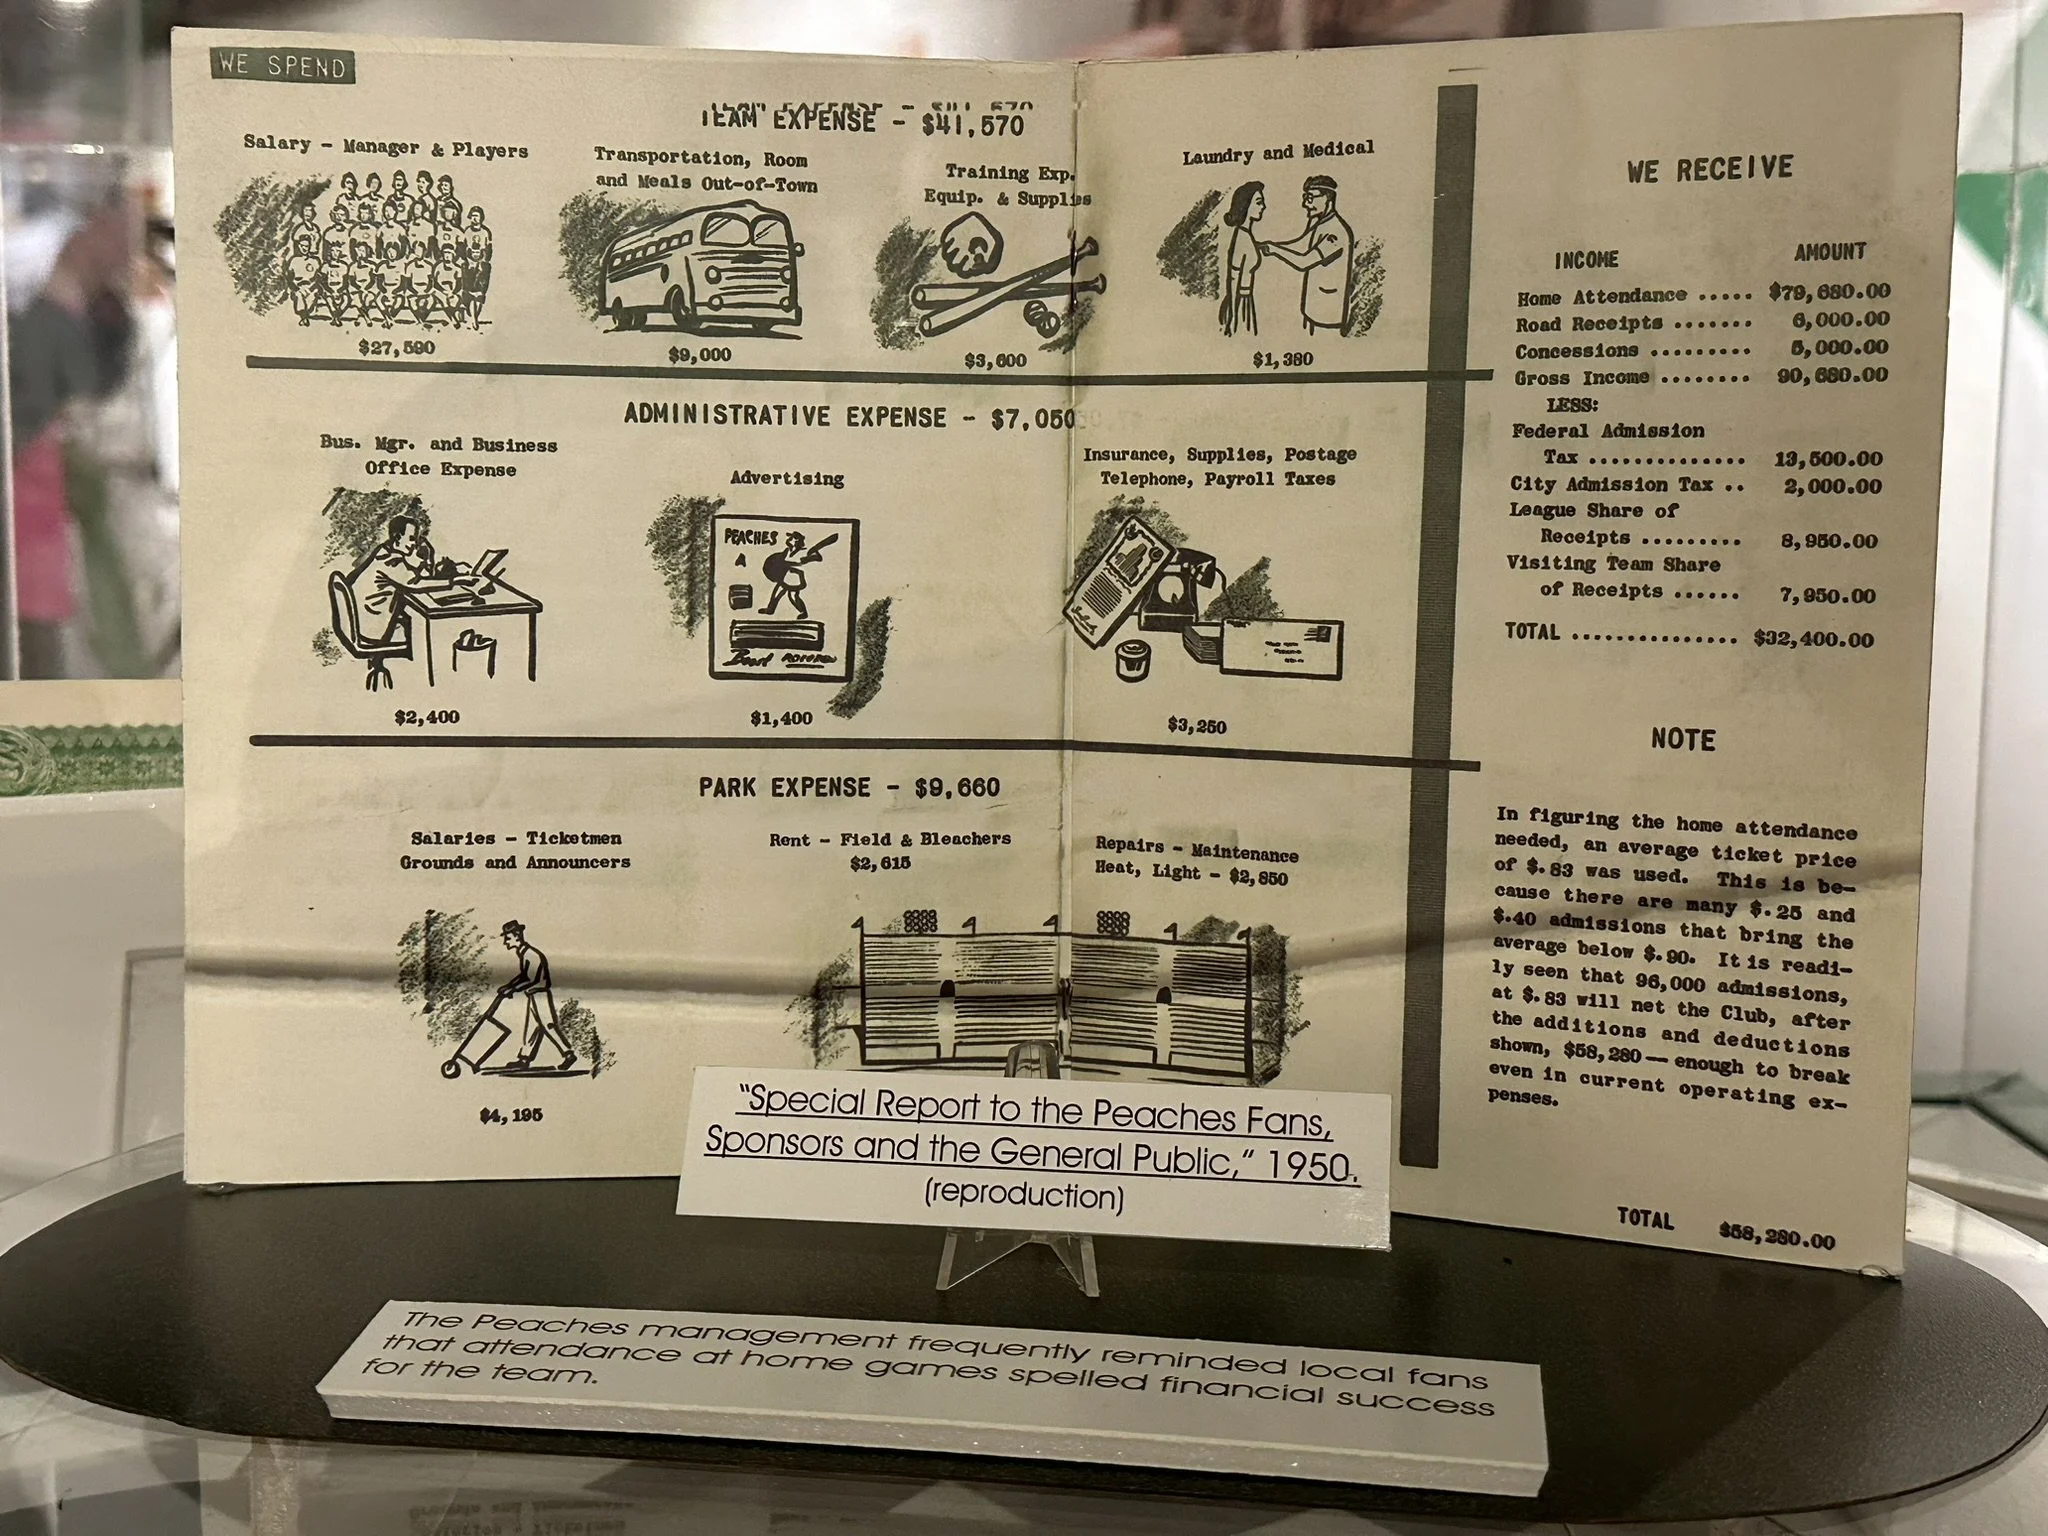 WE SPEND
TEAM EXPENSE - $41,570
Salary - Manager & Players
$27,590
Transportation, Room
and Meals Out-of-Town
$9,000
Training Exp.
Equip. & Supplies
$3,600
Laundry and Medical
$1,380
ADMINISTRATIVE EXPENSE - $7,050
Bus. Mgr. and Business
Office Expense
$2,400
Advertising
PEACHES
A
$1,400
Insurance, Supplies, Postage
Telephone, Payroll Taxes
$3,250
PARK EXPENSE - $9,660
Salaries - Ticketmen
Grounds and Announcers
$4,195
Rent - Field & Bleachers
$2,615
Repairs - Maintenance
Heat, Light - $2,850
WE RECEIVE
INCOME AMOUNT
Home Attendance ..... $79,680.00
Road Receipts ....... 6,000.00
Concessions ......... 5,000.00
Gross Income ........ 90,680.00
LESS:
Federal Admission
Tax .............. 13,500.00
City Admission Tax .. 2,000.00
League Share of
Receipts ......... 8,950.00
Visiting Team Share
of Receipts ...... 7,950.00
TOTAL ............... $32,400.00
NOTE
In figuring the home attendance
needed, an average ticket price
of $.83 was used. This is be-
cause there are many $.25 and
$.40 admissions that bring the
average below $.90. It is readi-
ly seen that 96,000 admissions,
at $.83 will net the Club, after
the additions and deductions
shown, $58,280 — enough to break
even in current operating ex-
penses.
TOTAL $58,280.00
"Special Report to the Peaches Fans,
Sponsors and the General Public," 1950.
(reproduction)
The Peaches management frequently reminded local fans
that attendance at home games spelled financial success
for the team.